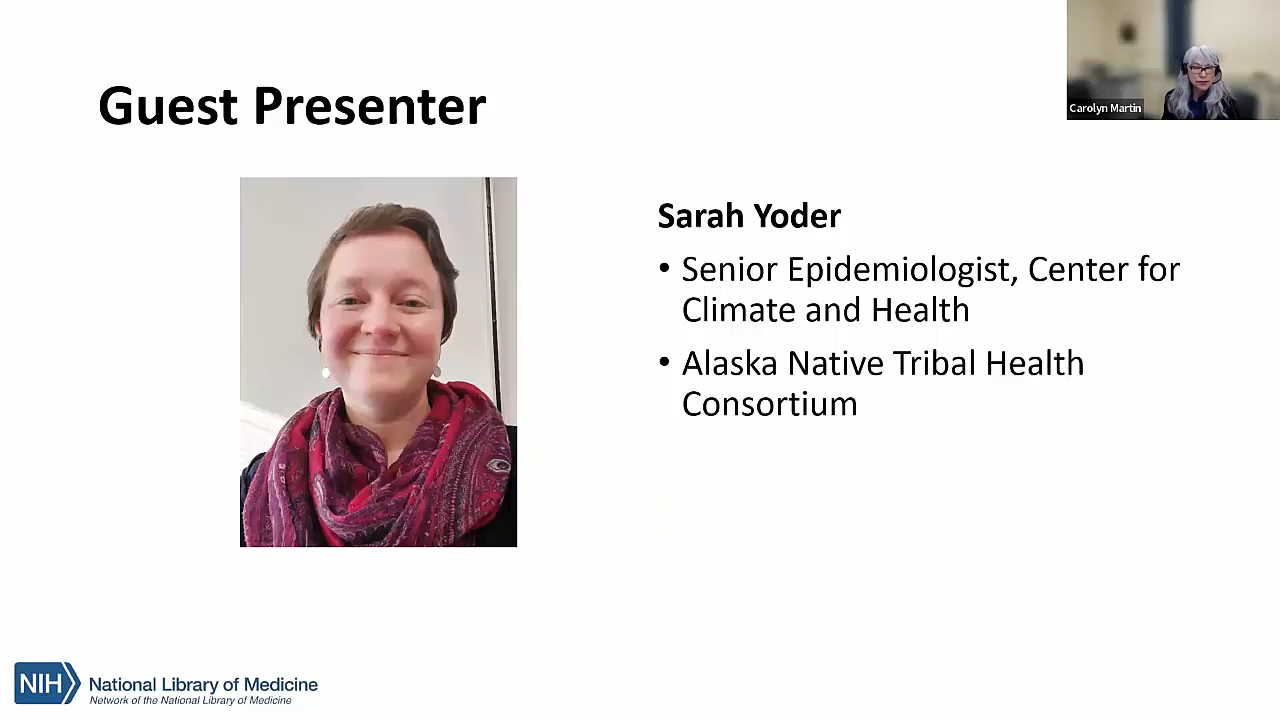 Guest Presenter
Carolyn Martin
Sarah Yoder
• Senior Epidemiologist, Center for
Climate and Health
• Alaska Native Tribal Health
Consortium
NIH
National Library of Medicine
Network of the National Library of Medicine